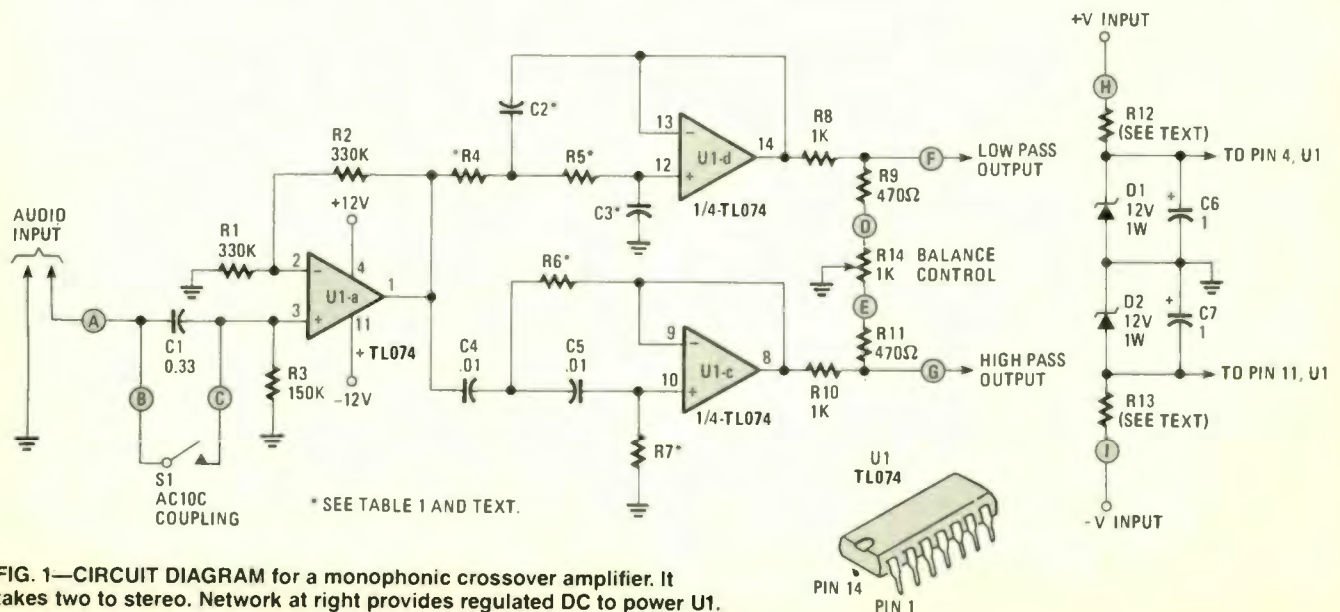 AUDIO
INPUT
A
B
C
C1
0.33
S1
AC10C
COUPLING
R1
330K
R2
330K
R3
150K
+12V
-12V
2
3
4
11
1
U1-a
+ TL074
*R4
C2*
R5*
C3*
13
12
14
U1-d
1/4-TL074
R8
1K
F
LOW PASS
OUTPUT
R9
470Ω
D
R14
1K
BALANCE
CONTROL
E
R11
470Ω
C4
.01
C5
.01
R6*
R7*
9
10
8
U1-c
1/4-TL074
R10
1K
G
HIGH PASS
OUTPUT
* SEE TABLE 1 AND TEXT.
U1
TL074
PIN 14
PIN 1
+V INPUT
H
R12
(SEE TEXT)
TO PIN 4, U1
D1
12V
1W
+
C6
1
D2
12V
1W
+
C7
1
TO PIN 11, U1
R13
(SEE TEXT)
I
-V INPUT
FIG. 1—CIRCUIT DIAGRAM for a monophonic crossover amplifier. It
takes two to stereo. Network at right provides regulated DC to power U1.